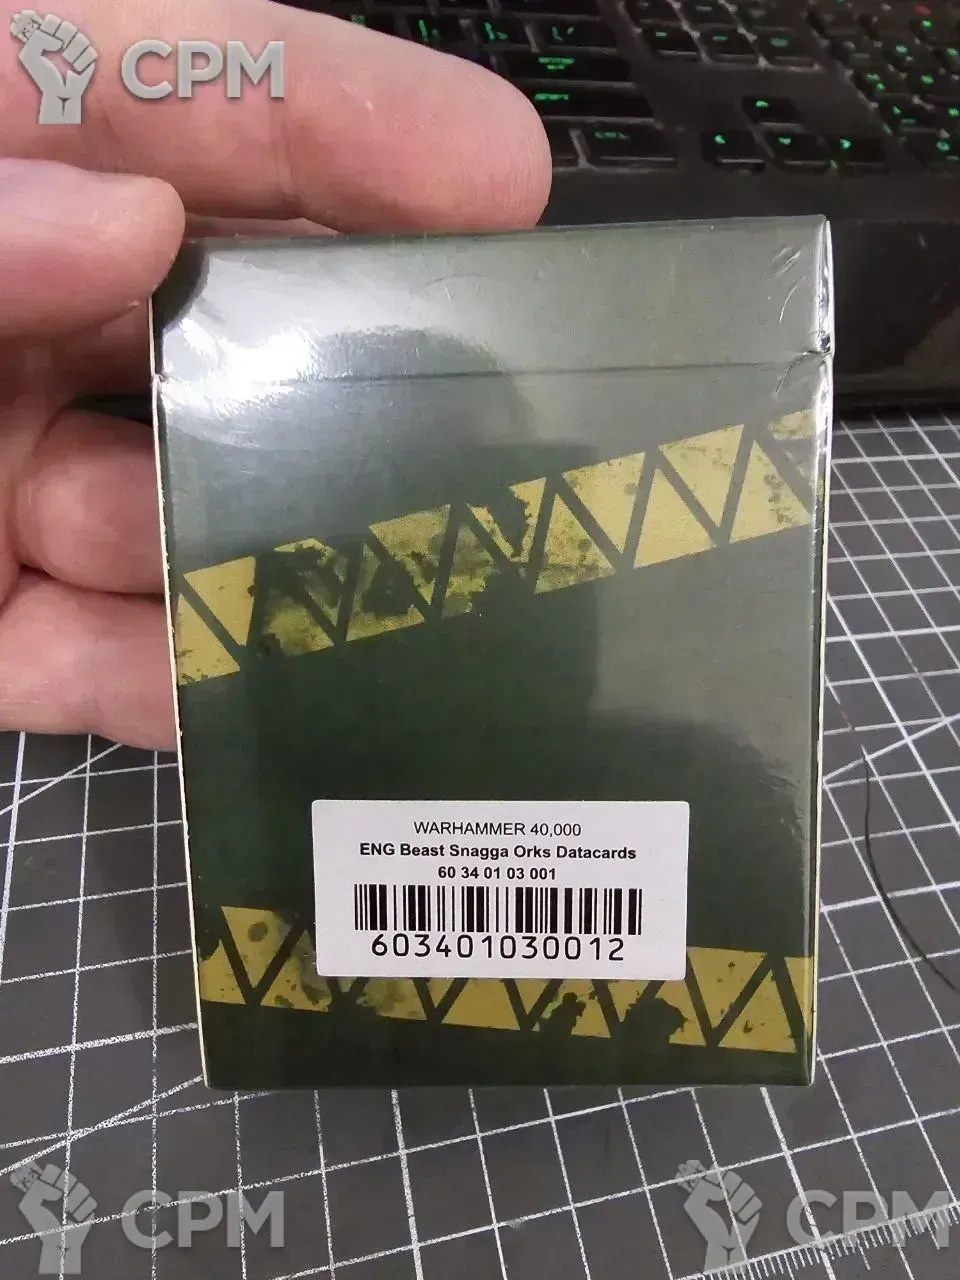 CPM
WARHAMMER 40,000
ENG Beast Snagga Orks Datacards
60 34 01 03 001
603401030012
CPM
CPM